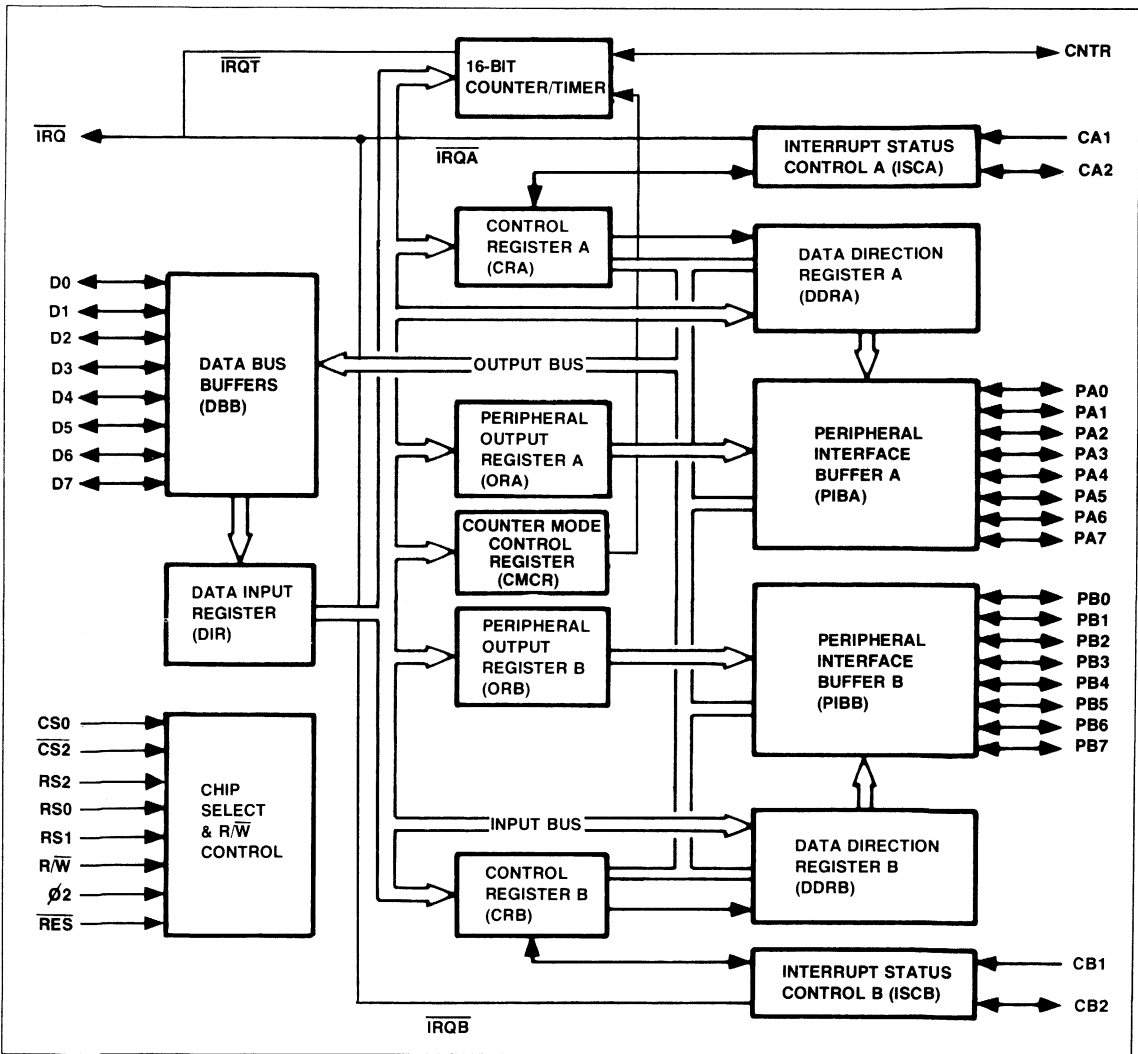 IRQT
16-BIT
COUNTER/TIMER
CNTR
IRQ
IRQA
INTERRUPT STATUS
CONTROL A (ISCA)
CA1
CA2
CONTROL
REGISTER A
(CRA)
DATA DIRECTION
REGISTER A
(DDRA)
D0
D1
D2
D3
D4
D5
D6
D7
DATA BUS
BUFFERS
(DBB)
OUTPUT BUS
PERIPHERAL
OUTPUT
REGISTER A
(ORA)
PERIPHERAL
INTERFACE
BUFFER A
(PIBA)
PA0
PA1
PA2
PA3
PA4
PA5
PA6
PA7
COUNTER MODE
CONTROL
REGISTER
(CMCR)
DATA INPUT
REGISTER
(DIR)
PERIPHERAL
OUTPUT
REGISTER B
(ORB)
PERIPHERAL
INTERFACE
BUFFER B
(PIBB)
PB0
PB1
PB2
PB3
PB4
PB5
PB6
PB7
CS0
CS2
RS2
RS0
RS1
R/W
Ø2
RES
CHIP
SELECT
& R/W
CONTROL
INPUT BUS
DATA DIRECTION
REGISTER B
(DDRB)
CONTROL
REGISTER B
(CRB)
INTERRUPT STATUS
CONTROL B (ISCB)
CB1
CB2
IRQB